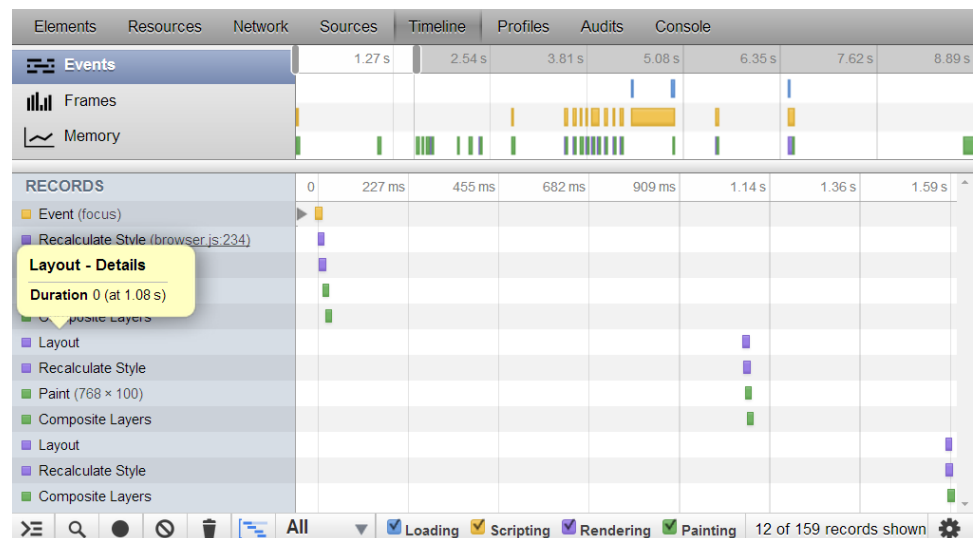 Elements Resources Network Sources Timeline Profiles Audits Console
Events
1.27 s 2.54 s 3.81 s 5.08 s 6.35 s 7.62 s 8.89 s
Frames
Memory
RECORDS
0 227 ms 455 ms 682 ms 909 ms 1.14 s 1.36 s 1.59 s
Event (focus)
Recalculate Style (browser.js:234)
Layout - Details
Duration 0 (at 1.08 s)
Composite Layers
Layout
Recalculate Style
Paint (768 × 100)
Composite Layers
Layout
Recalculate Style
Composite Layers
All Loading Scripting Rendering Painting 12 of 159 records shown